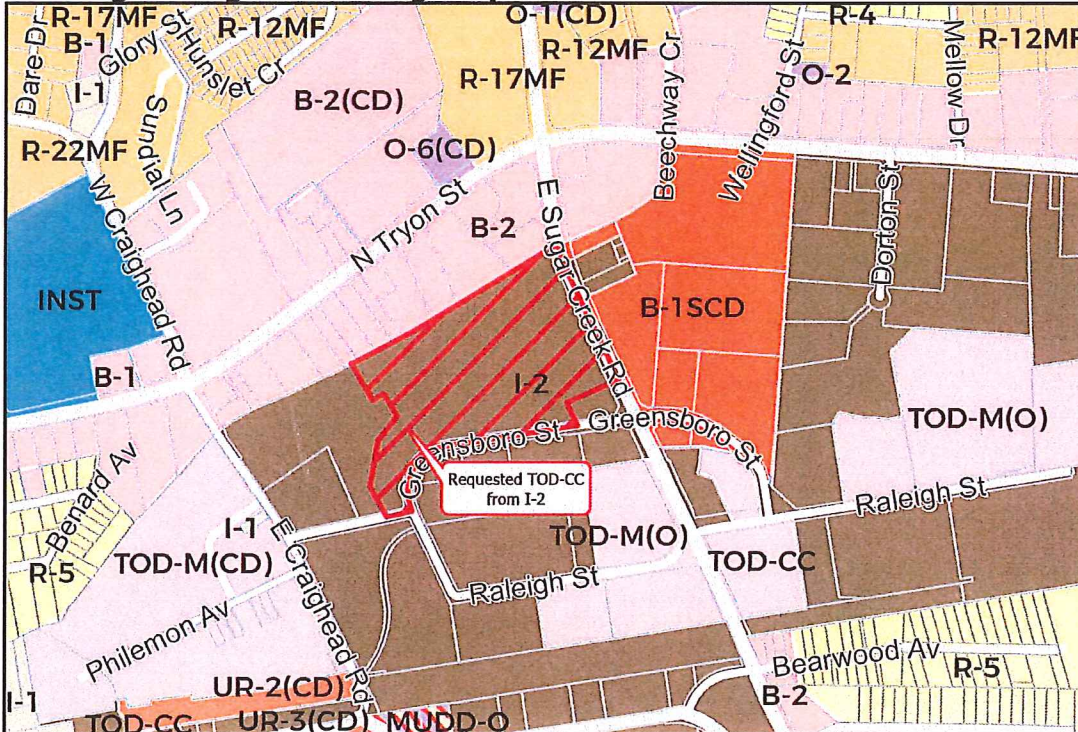 R-17MF
O-1(CD)
R-4
Dare Dr
B-1
Glory St
Hunslet Cr
R-12MF
R-12MF
Mellow Dr
R-12MF
I-1
B-2(CD)
R-17MF
Beechway Cr
Wellingford St
O-2
R-22MF
Sundial Ln
O-6(CD)
W Craighead Rd
N Tryon St
B-2
E Sugar Creek Rd
Dorton St
INST
B-1SCD
B-1
I-2
TOD-M(O)
Greensboro St
Greensboro St
Benard Av
Requested TOD-CC
from I-2
Raleigh St
I-1
TOD-M(O)
R-5
TOD-M(CD)
E Craighead Rd
TOD-CC
Raleigh St
Philemon Av
Bearwood Av
R-5
I-1
UR-2(CD)
B-2
TOD-CC
UR-3(CD)
MUDD-O